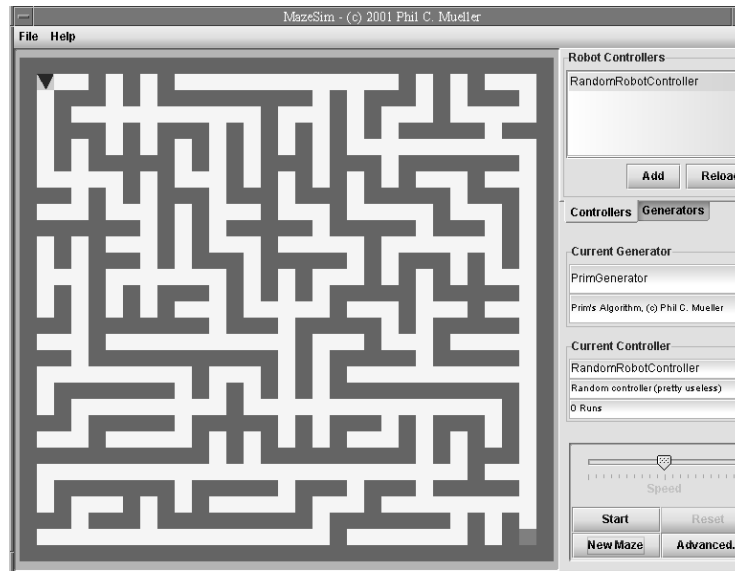 MazeSim - (c) 2001 Phil C. Mueller
File Help
Robot Controllers
RandomRobotController
Add
Controllers Generators
Current Generator
PrimGenerator
Prim's Algorithm, (c) Phil C. Mueller
Current Controller
RandomRobotController
Random controller (pretty useless)
0 Runs
Speed
Start Reset
New Maze Advanced.